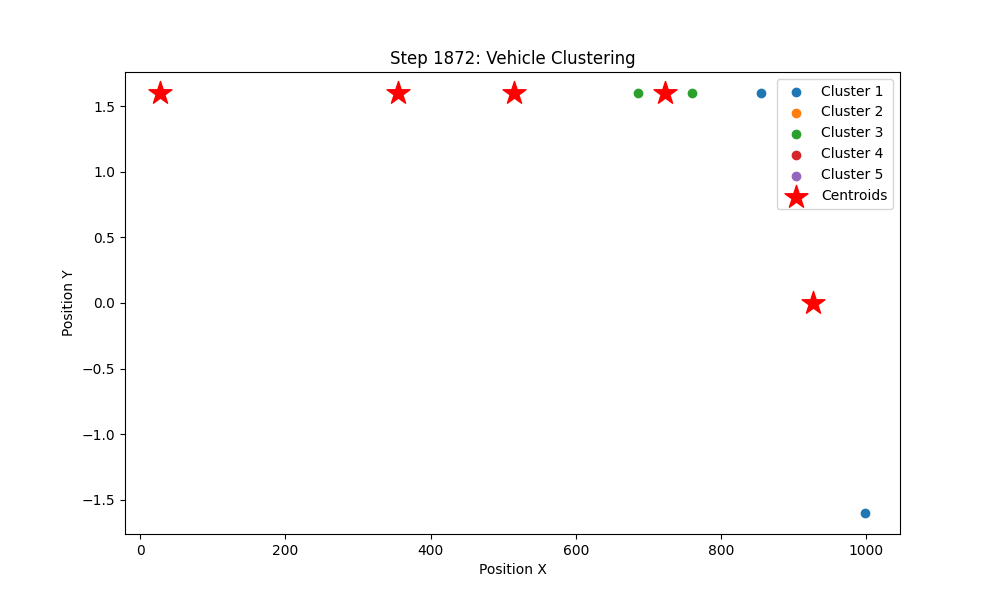 Step 1872: Vehicle Clustering
Cluster 1
Cluster 2
Cluster 3
Cluster 4
Cluster 5
Centroids
1.5
1.0
0.5
0.0
−0.5
−1.0
−1.5
Position Y
0 200 400 600 800 1000
Position X